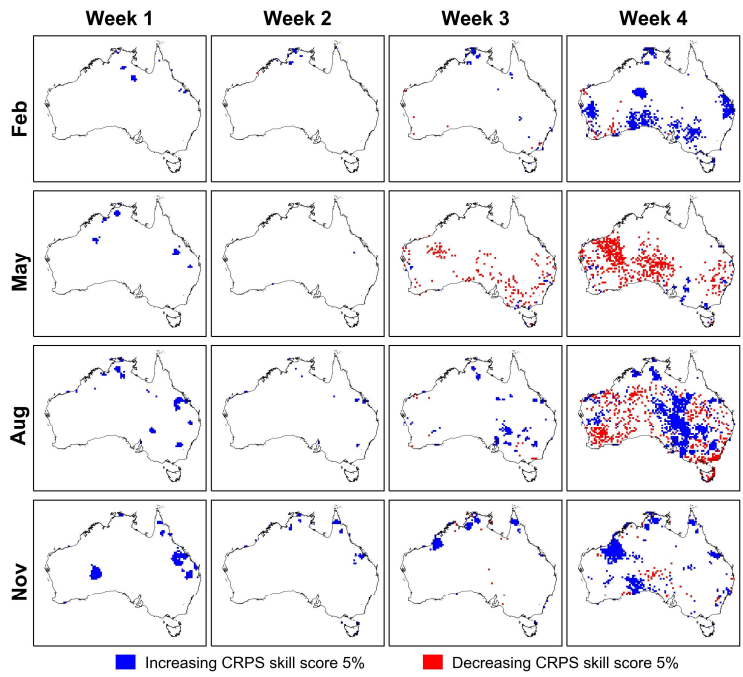 Week 1 Week 2 Week 3 Week 4
Feb
May
Aug
Nov
Increasing CRPS skill score 5% Decreasing CRPS skill score 5%